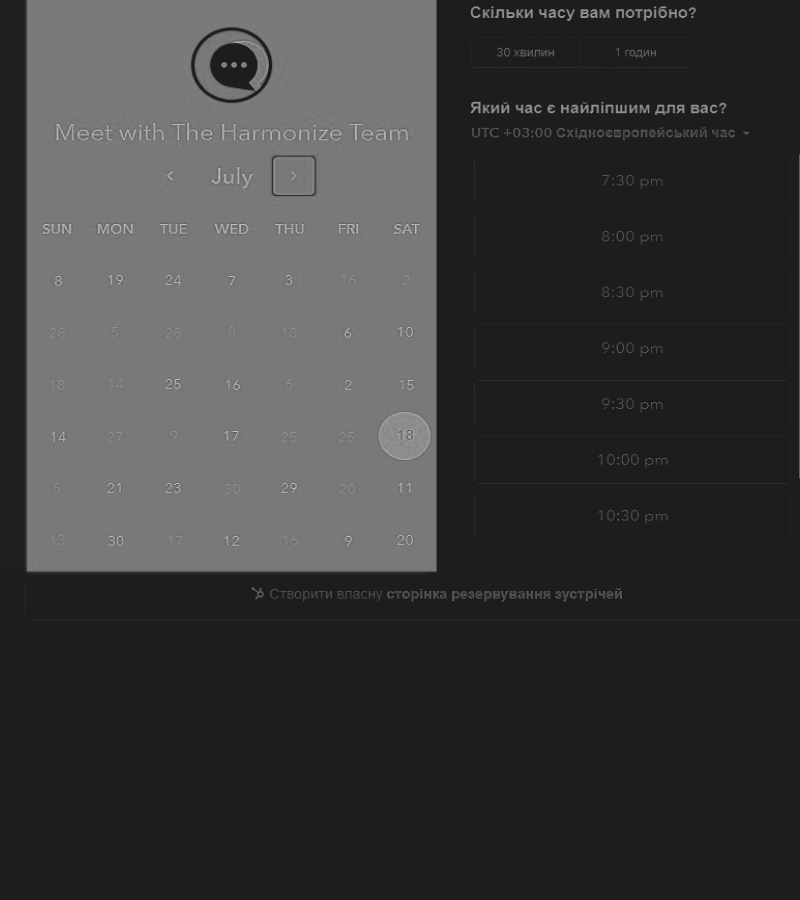 Meet with The Harmonize Team
July
SUN MON TUE WED THU FRI SAT
8 19 24 7 3 16 2
28 5 28 8 18 6 10
18 14 25 16 6 2 15
14 27 9 17 25 25 18
5 21 23 30 29 20 11
13 30 17 12 16 9 20
Скільки часу вам потрібно?
30 хвилин 1 годин
Який час є найліпшим для вас?
UTC +03:00 Східноєвропейський час
7:30 pm
8:00 pm
8:30 pm
9:00 pm
9:30 pm
10:00 pm
10:30 pm
Створити власну сторінка резервування зустрічей